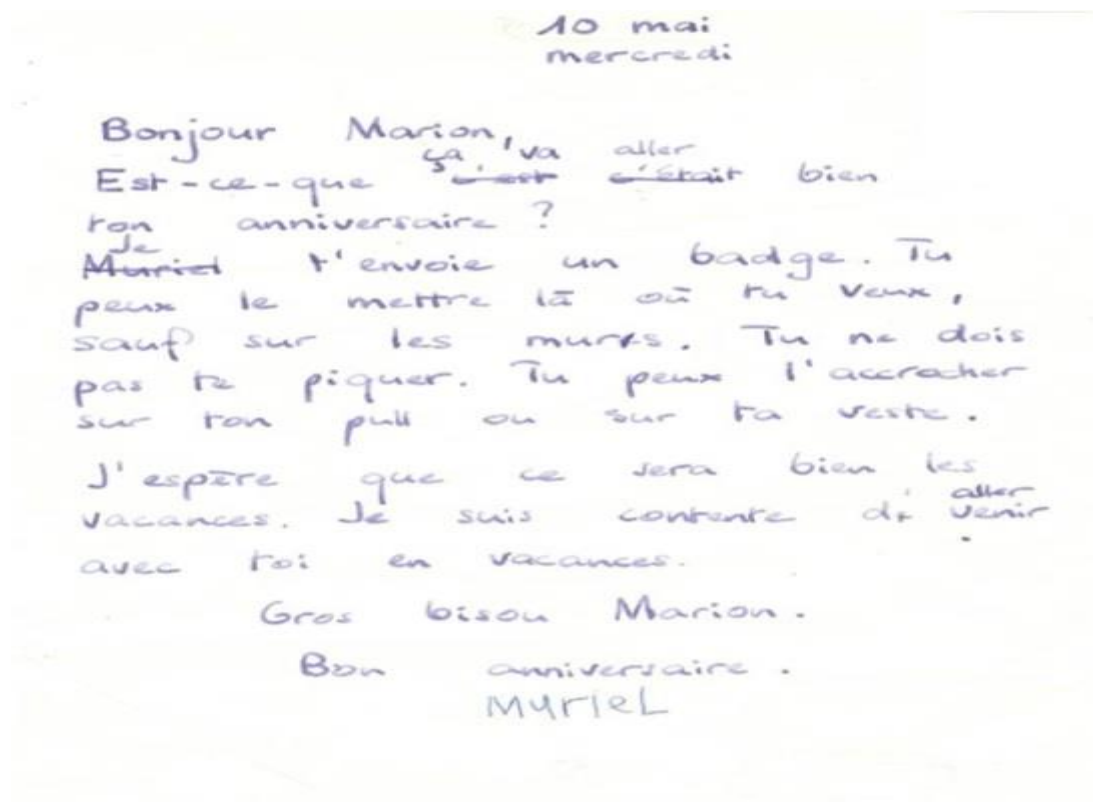 10 mai
mercredi
Bonjour Marion,
ça va aller
Est-ce-que c'est c'était bien
ton anniversaire ?
Je
Muriel t'envoie un badge. Tu
peux le mettre là où tu veux,
sauf sur les murs. Tu ne dois
pas te piquer. Tu peux l'accrocher
sur ton pull ou sur ta veste.
J'espère que ce sera bien les
aller
vacances. Je suis contente d' venir
avec toi en vacances.
Gros bisou Marion.
Bon anniversaire.
MYrIeL